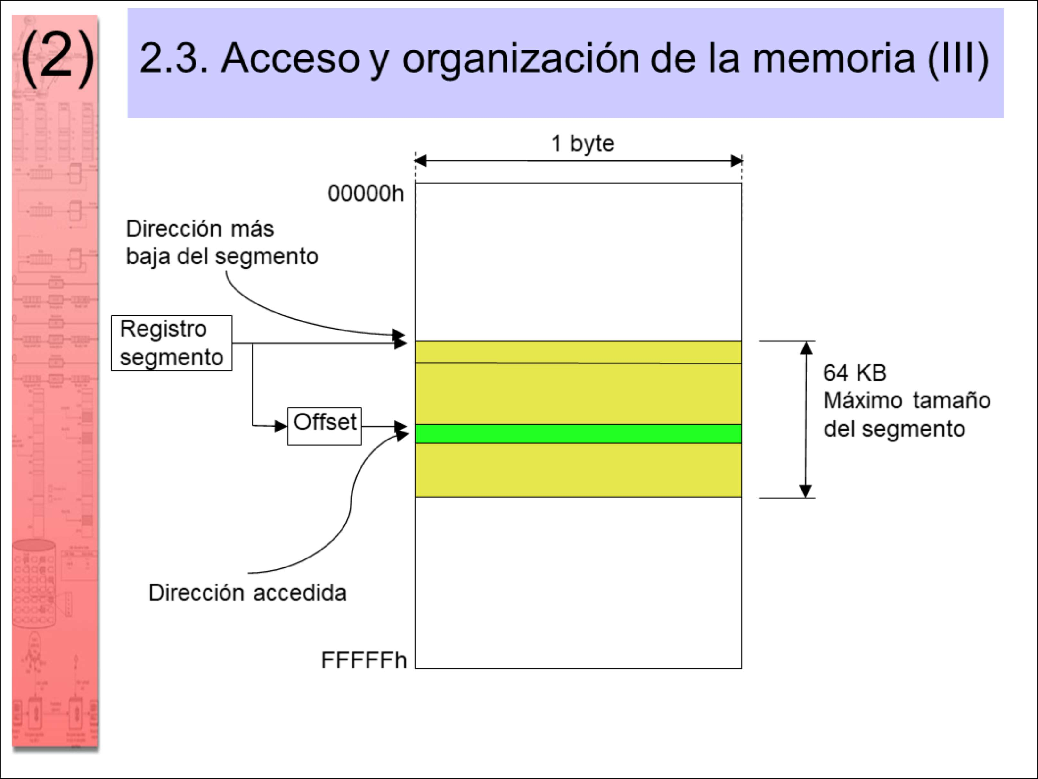 (2)
2.3. Acceso y organización de la memoria (III)
1 byte
00000h
Dirección más
baja del segmento
Registro
segmento
Offset
64 KB
Máximo tamaño
del segmento
Dirección accedida
FFFFFh